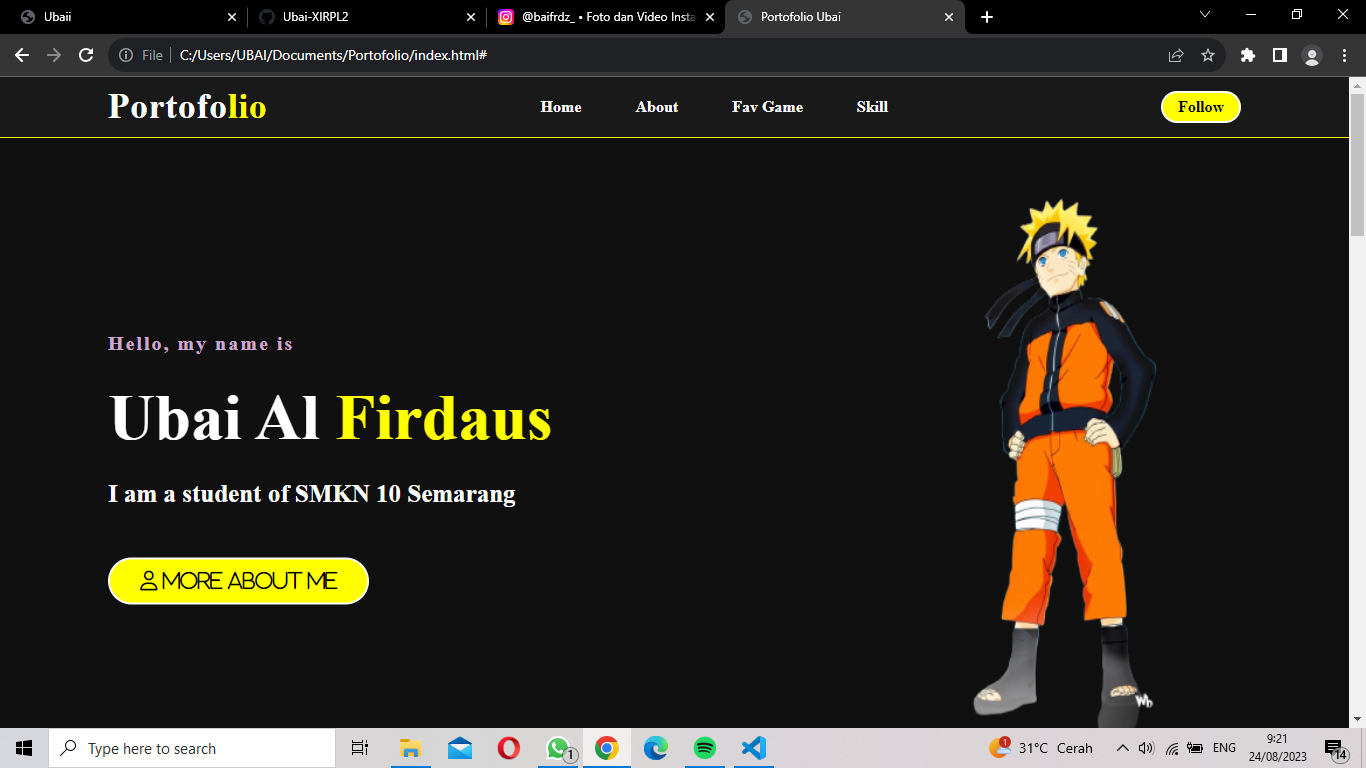 Ubaii
Ubai-XIRPL2
@baifrdz_ • Foto dan Video Insta
Portofolio Ubai
File
C:/Users/UBAI/Documents/Portofolio/index.html#
Portofolio
Home
About
Fav Game
Skill
Follow
Hello, my name is
Ubai Al Firdaus
I am a student of SMKN 10 Semarang
MORE ABOUT ME
Wb
Type here to search
1
1
31°C Cerah
ENG
9:21
24/08/2023
14